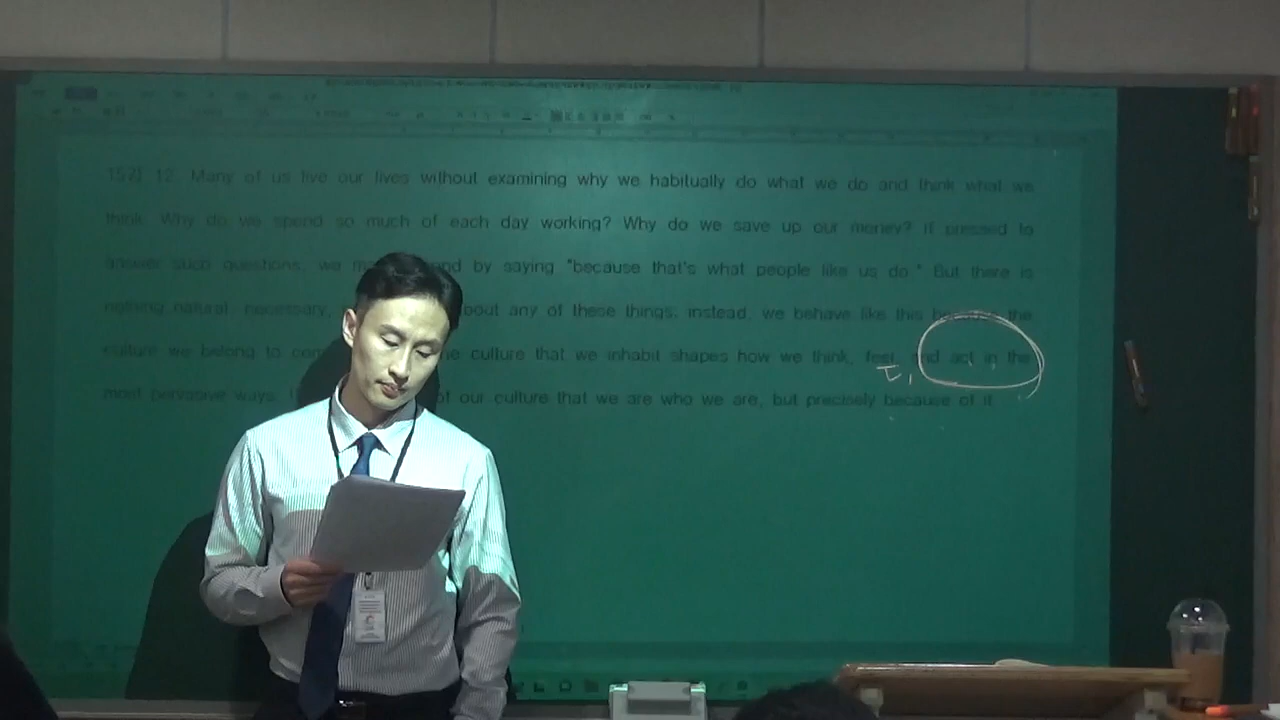 12. Many of us live our lives without examining why we habitually do what we do and think what we
think. Why do we spend so much of each day working? Why do we save up our money? If pressed to
answer such questions, we by saying "because that's what people like us do." But there is
nothing natural, necessary, about any of these things; instead, we behave like this the
culture we belong to culture that we inhabit shapes how we think, feel, and act in the
most pervasive ways. of our culture that we are who we are, but precisely because of it